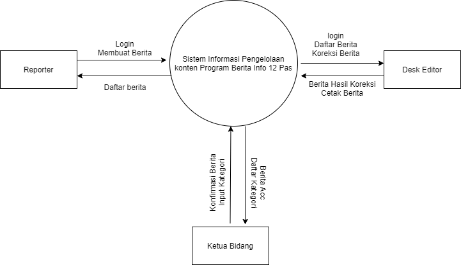 Login
Membuat Berita
Reporter
Daftar berita
Sistem Informasi Pengelolaan
konten Program Berita Info 12 Pas
login
Daftar Berita
Koreksi Berita
Desk Editor
Berita Hasil Koreksi
Cetak Berita
Konfirmasi Berita
Input Kategori
Berita Acc
Daftar Kategori
Ketua Bidang